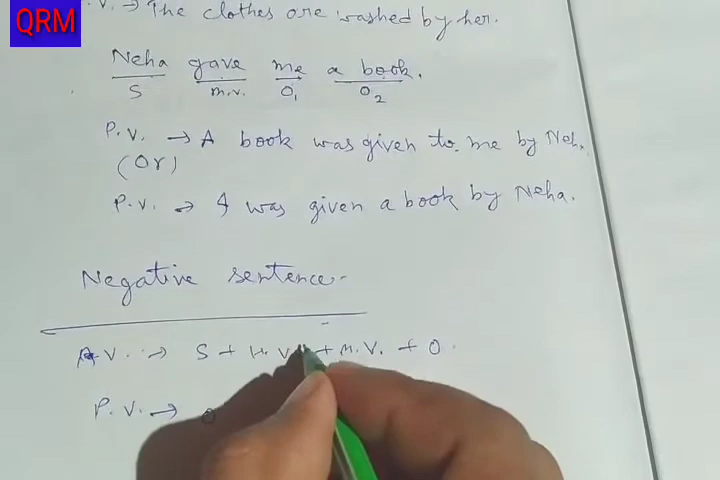 QRM
P.V. → The clothes are washed by her.
Neha gave me a book.
S m.v. O1 O2
P.V. → A book was given to me by Neh.
(Or)
P.V. → I was given a book by Neha.
Negative sentence
A.V. → S + H.V. + M.V. + O.
P.V. → O